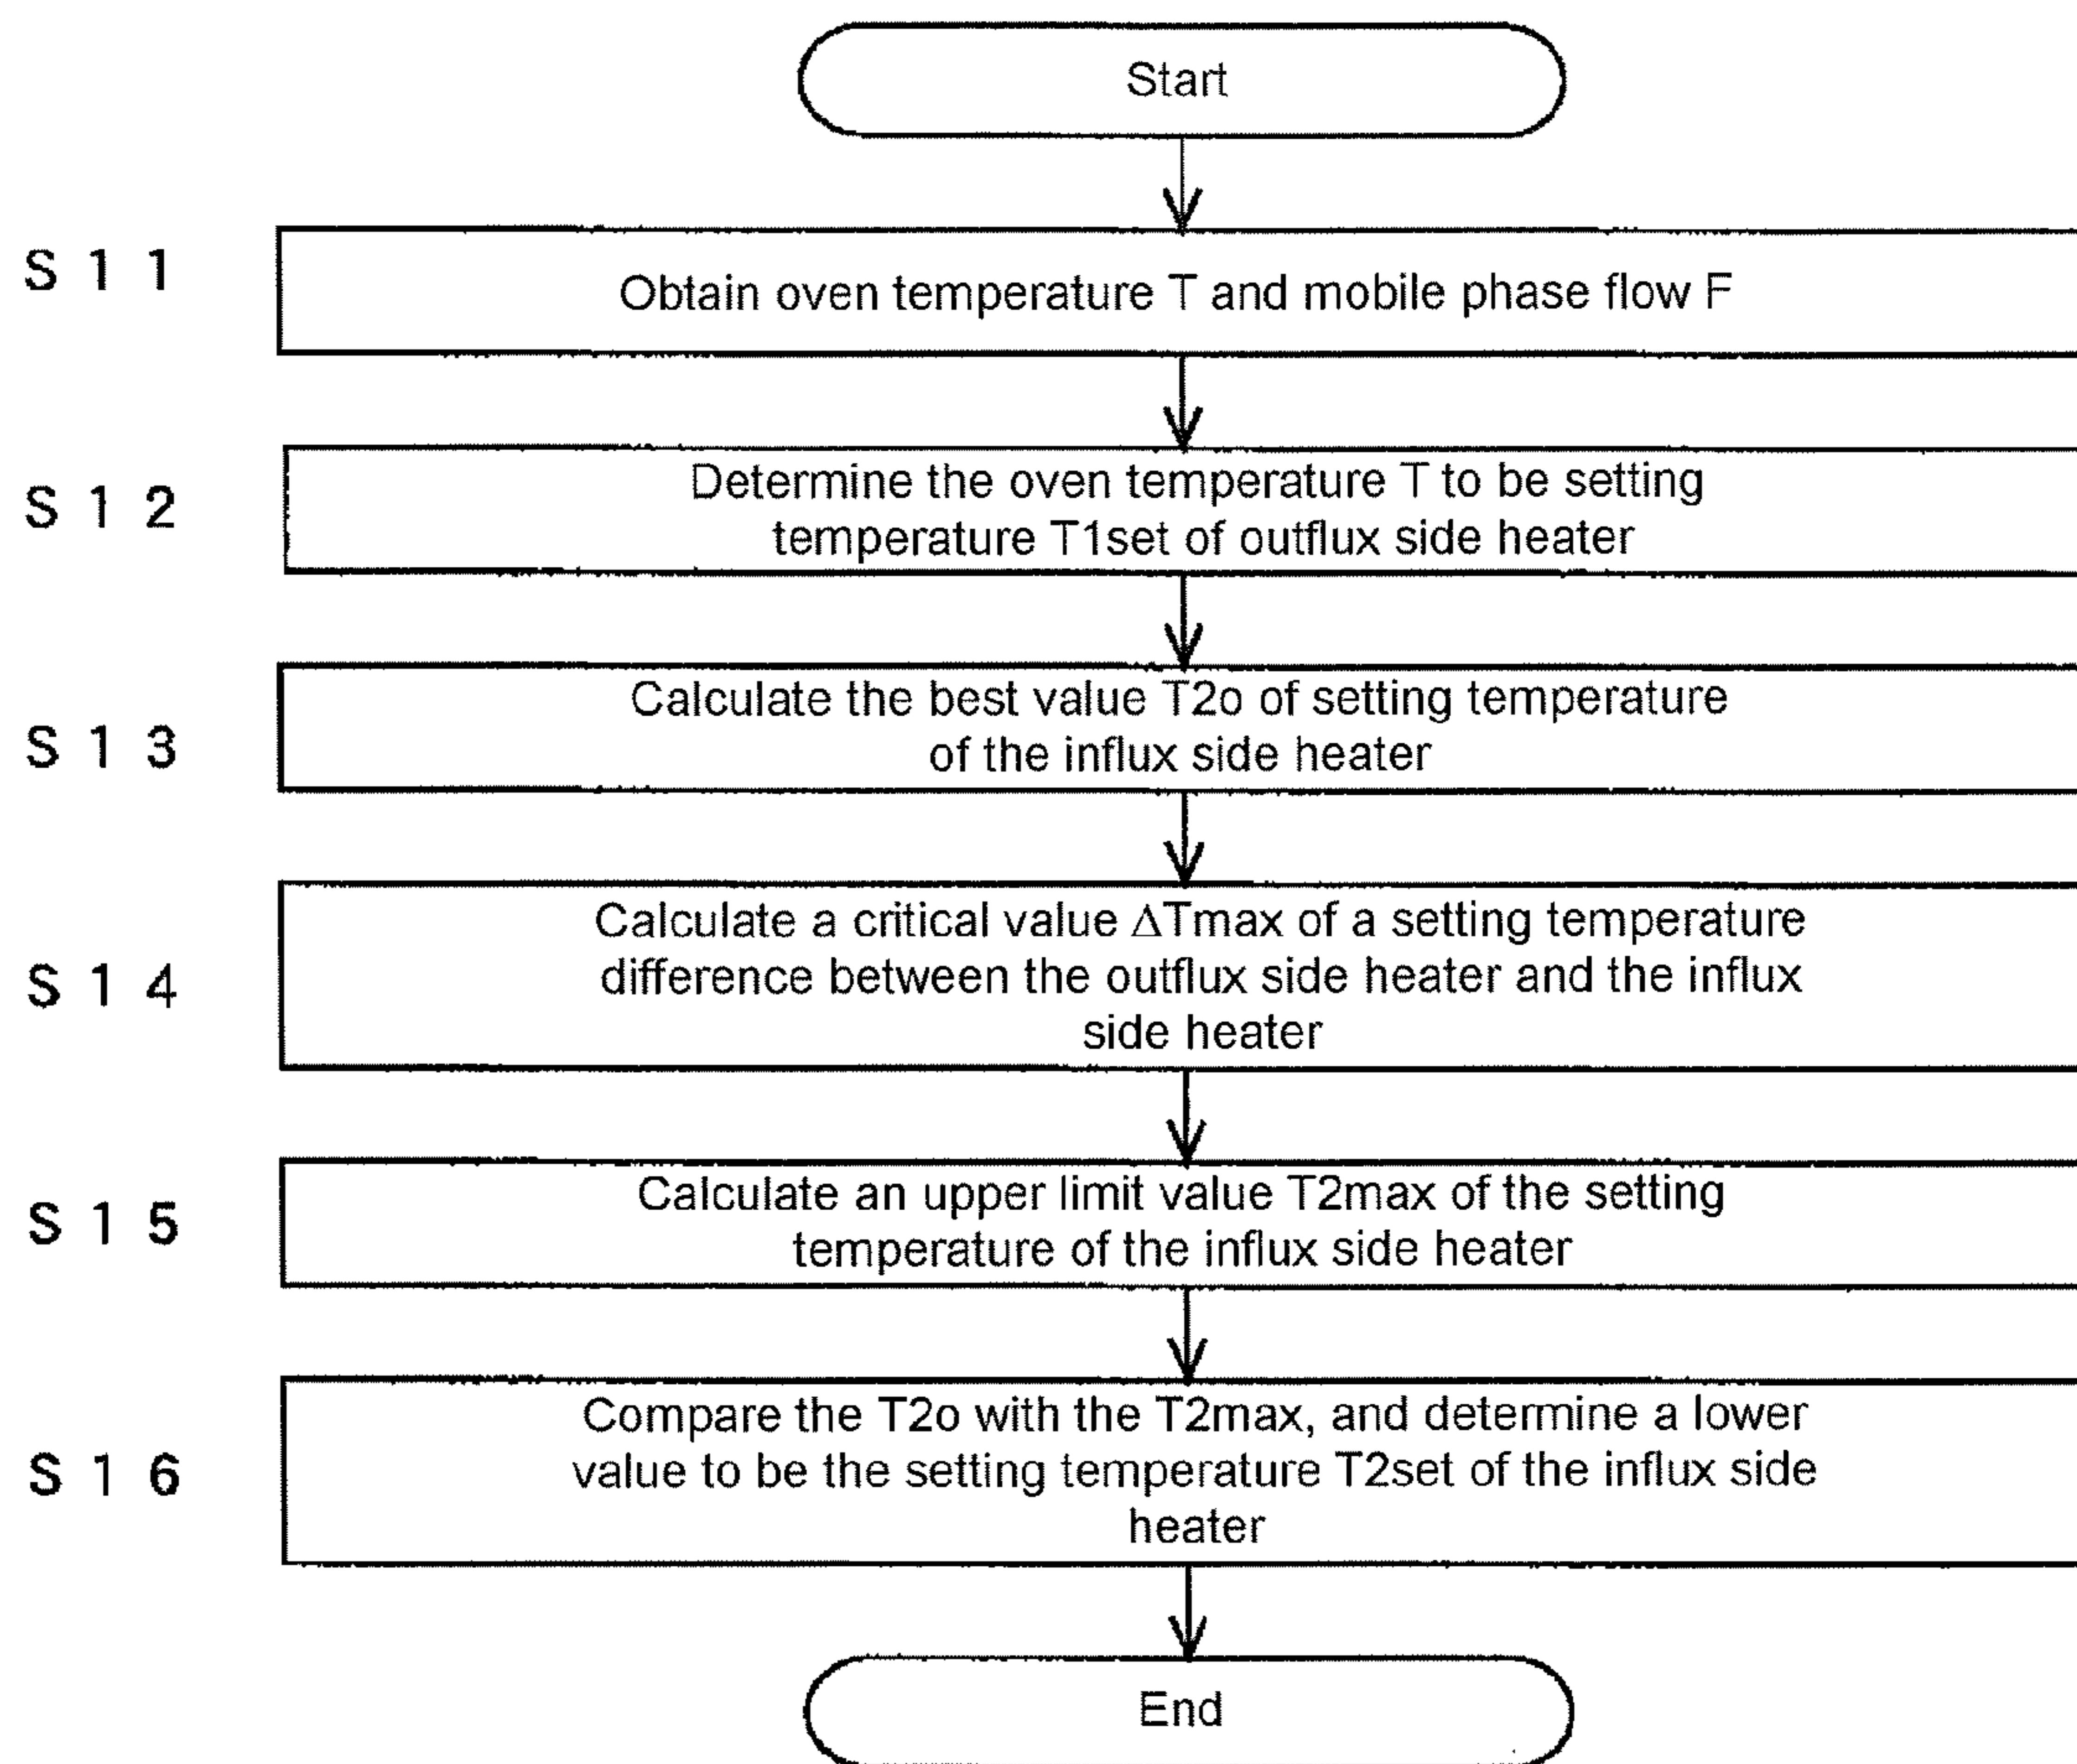 Start
S 1 1
Obtain oven temperature T and mobile phase flow F
S 1 2
Determine the oven temperature T to be setting
temperature T1set of outflux side heater
S 1 3
Calculate the best value T2o of setting temperature
of the influx side heater
S 1 4
Calculate a critical value ΔTmax of a setting temperature
difference between the outflux side heater and the influx
side heater
S 1 5
Calculate an upper limit value T2max of the setting
temperature of the influx side heater
S 1 6
Compare the T2o with the T2max, and determine a lower
value to be the setting temperature T2set of the influx side
heater
End